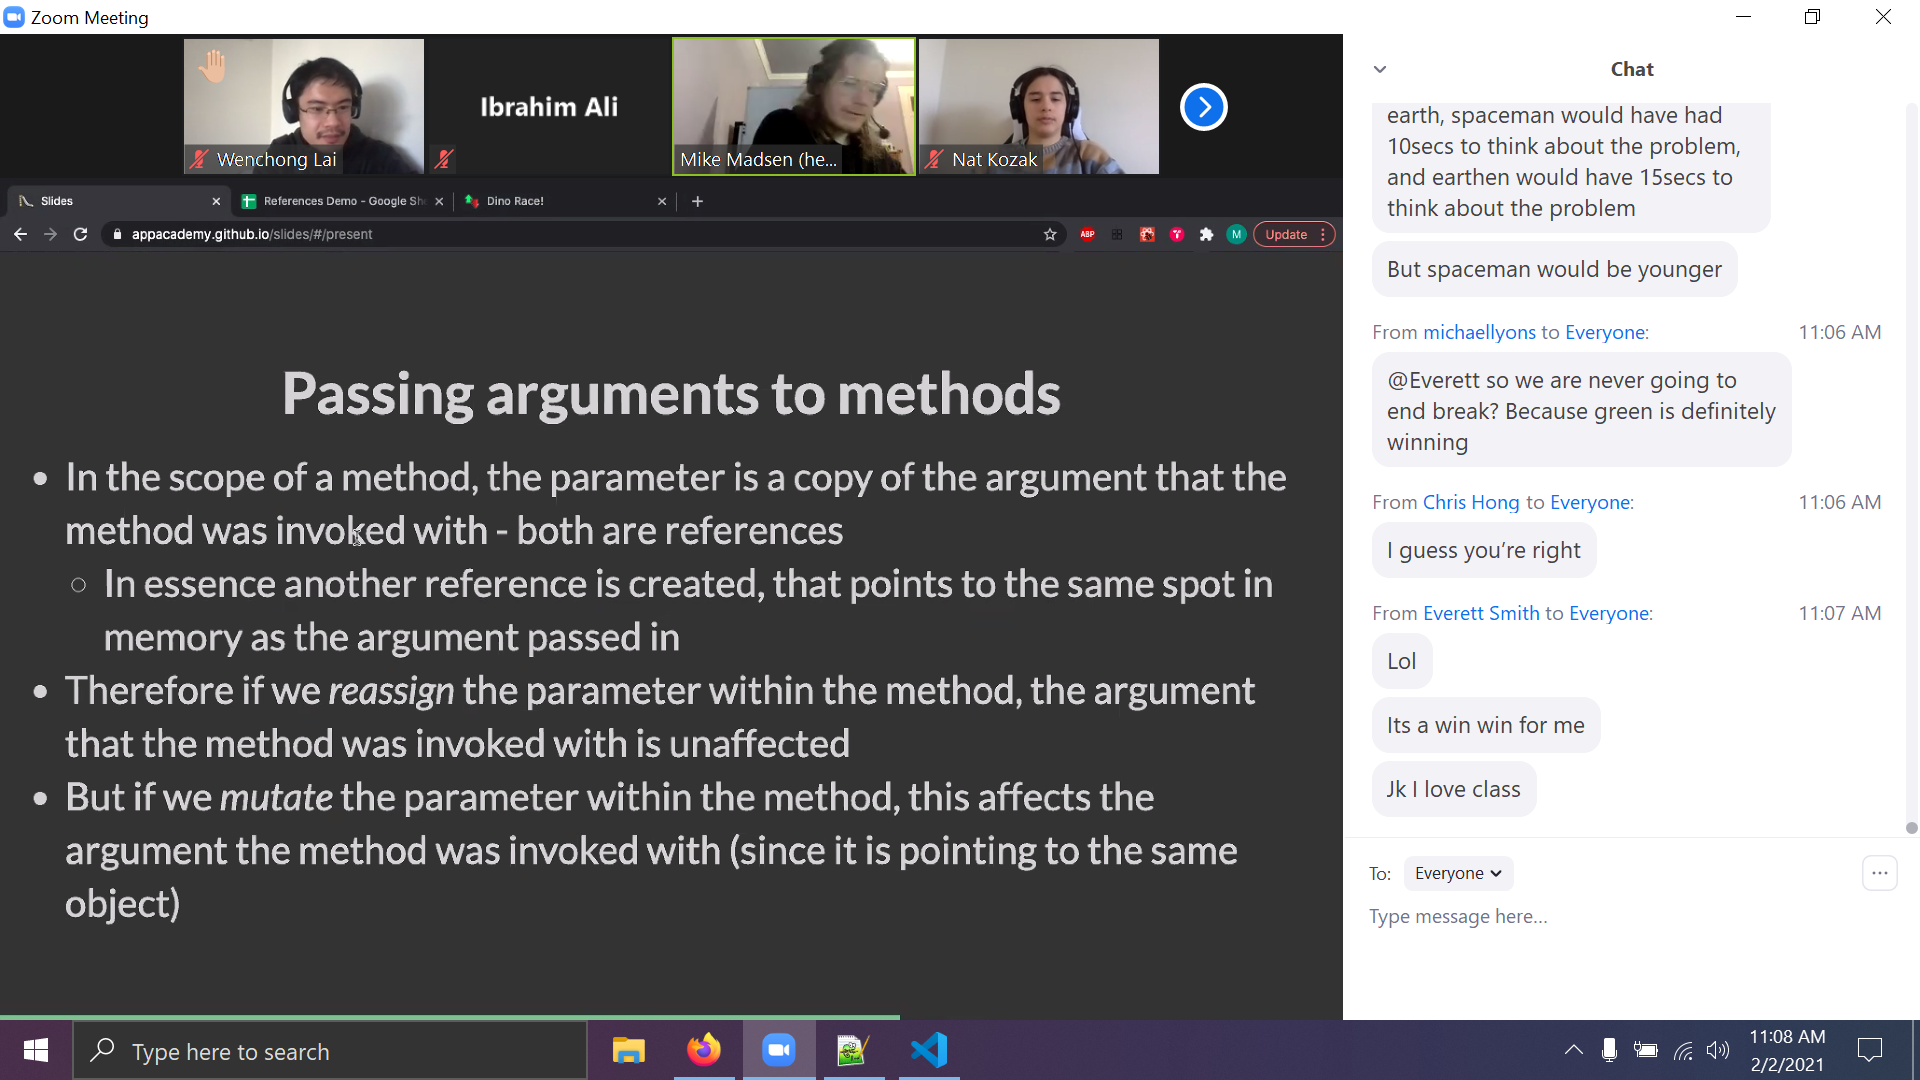 Zoom Meeting
Wenchong Lai
Ibrahim Ali
Mike Madsen (he...
Nat Kozak
Slides
References Demo - Google Sh
Dino Race!
appacademy.github.io/slides/#/present
ABP
M
Update
Passing arguments to methods
In the scope of a method, the parameter is a copy of the argument that the
method was invoked with - both are references
In essence another reference is created, that points to the same spot in
memory as the argument passed in
Therefore if we reassign the parameter within the method, the argument
that the method was invoked with is unaffected
But if we mutate the parameter within the method, this affects the
argument the method was invoked with (since it is pointing to the same
object)
Chat
earth, spaceman would have had
10secs to think about the problem,
and earthen would have 15secs to
think about the problem
But spaceman would be younger
From michaellyons to Everyone: 11:06 AM
@Everett so we are never going to
end break? Because green is definitely
winning
From Chris Hong to Everyone: 11:06 AM
I guess you’re right
From Everett Smith to Everyone: 11:07 AM
Lol
Its a win win for me
Jk I love class
To: Everyone
Type message here...
Type here to search
11:08 AM
2/2/2021